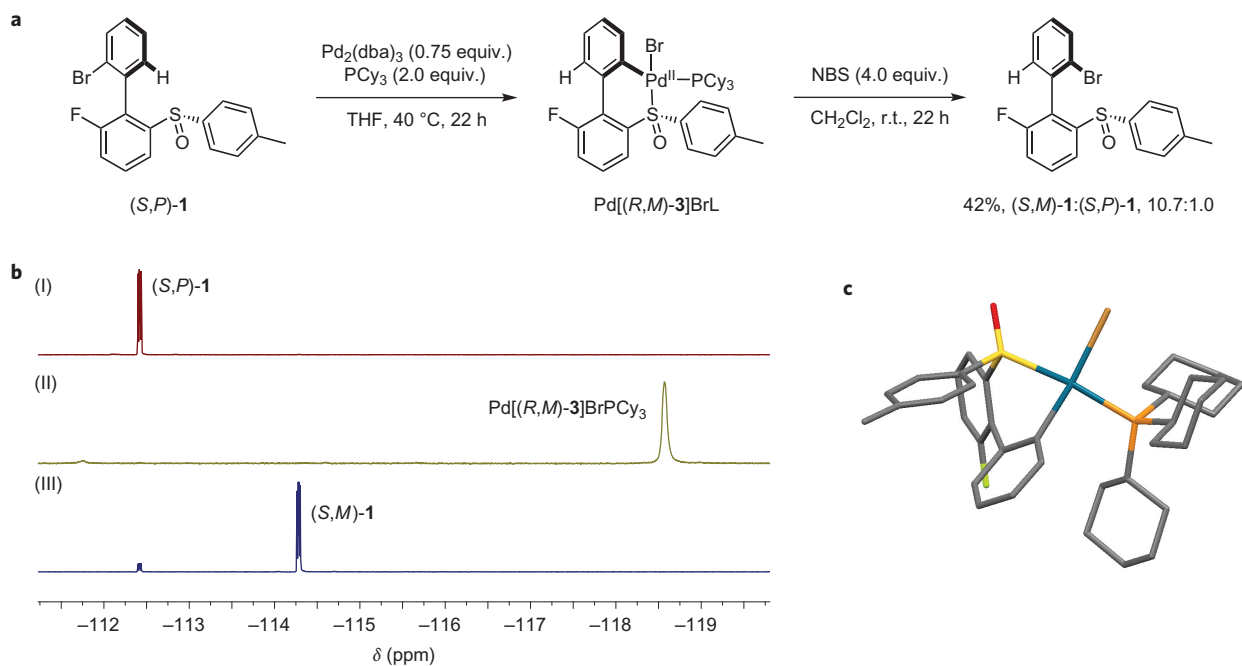 a
Br
H
F
S
O
(S,P)-1
Pd2(dba)3 (0.75 equiv.)
PCy3 (2.0 equiv.)
THF, 40 °C, 22 h
Br
H
PdII
PCy3
F
S
O
Pd[(R,M)-3]BrL
NBS (4.0 equiv.)
CH2Cl2, r.t., 22 h
H
Br
F
S
O
42%, (S,M)-1:(S,P)-1, 10.7:1.0
b
(I)
(S,P)-1
(II)
Pd[(R,M)-3]BrPCy3
(III)
(S,M)-1
–112 –113 –114 –115 –116 –117 –118 –119
δ (ppm)
c